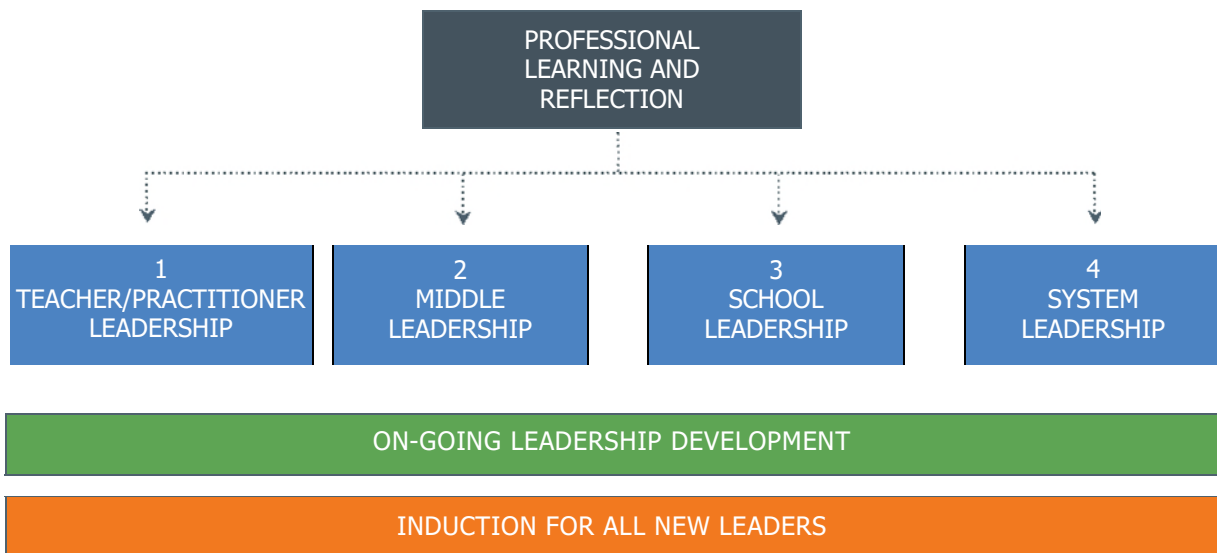 PROFESSIONAL
LEARNING AND
REFLECTION
1
TEACHER/PRACTITIONER
LEADERSHIP
2
MIDDLE
LEADERSHIP
3
SCHOOL
LEADERSHIP
4
SYSTEM
LEADERSHIP
ON-GOING LEADERSHIP DEVELOPMENT
INDUCTION FOR ALL NEW LEADERS